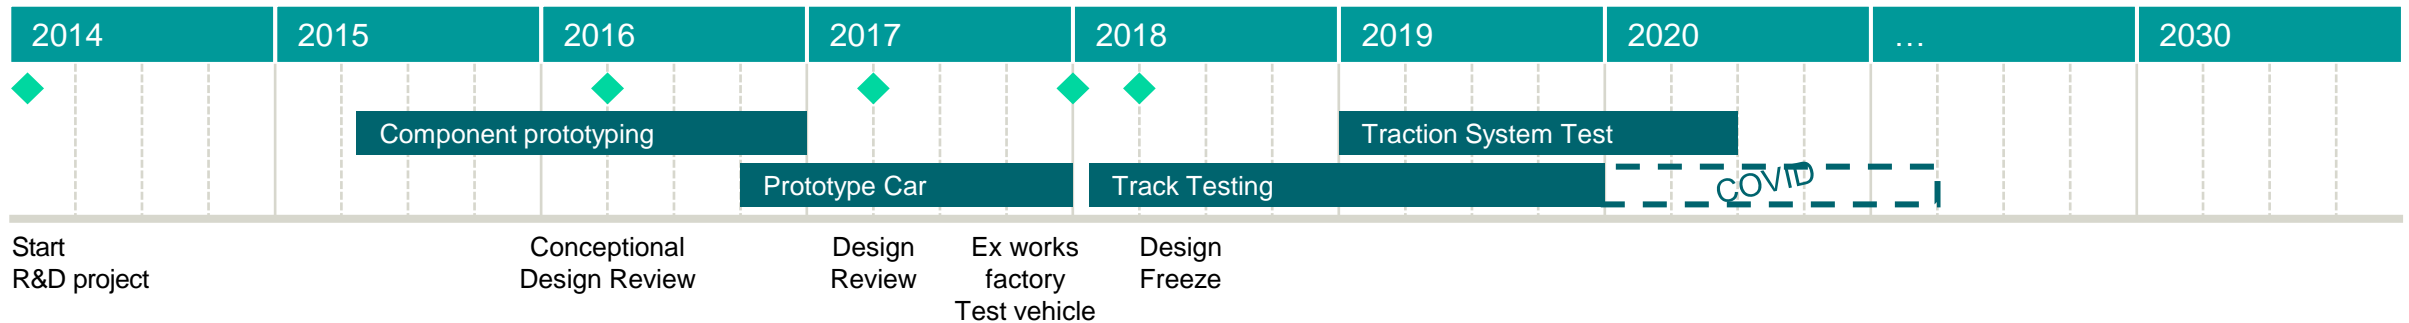 2014 2015 2016 2017 2018 2019 2020 … 2030
Component prototyping Traction System Test
Prototype Car Track Testing COVID
Start
R&D project
Conceptional
Design Review
Design
Review
Ex works
factory
Test vehicle
Design
Freeze